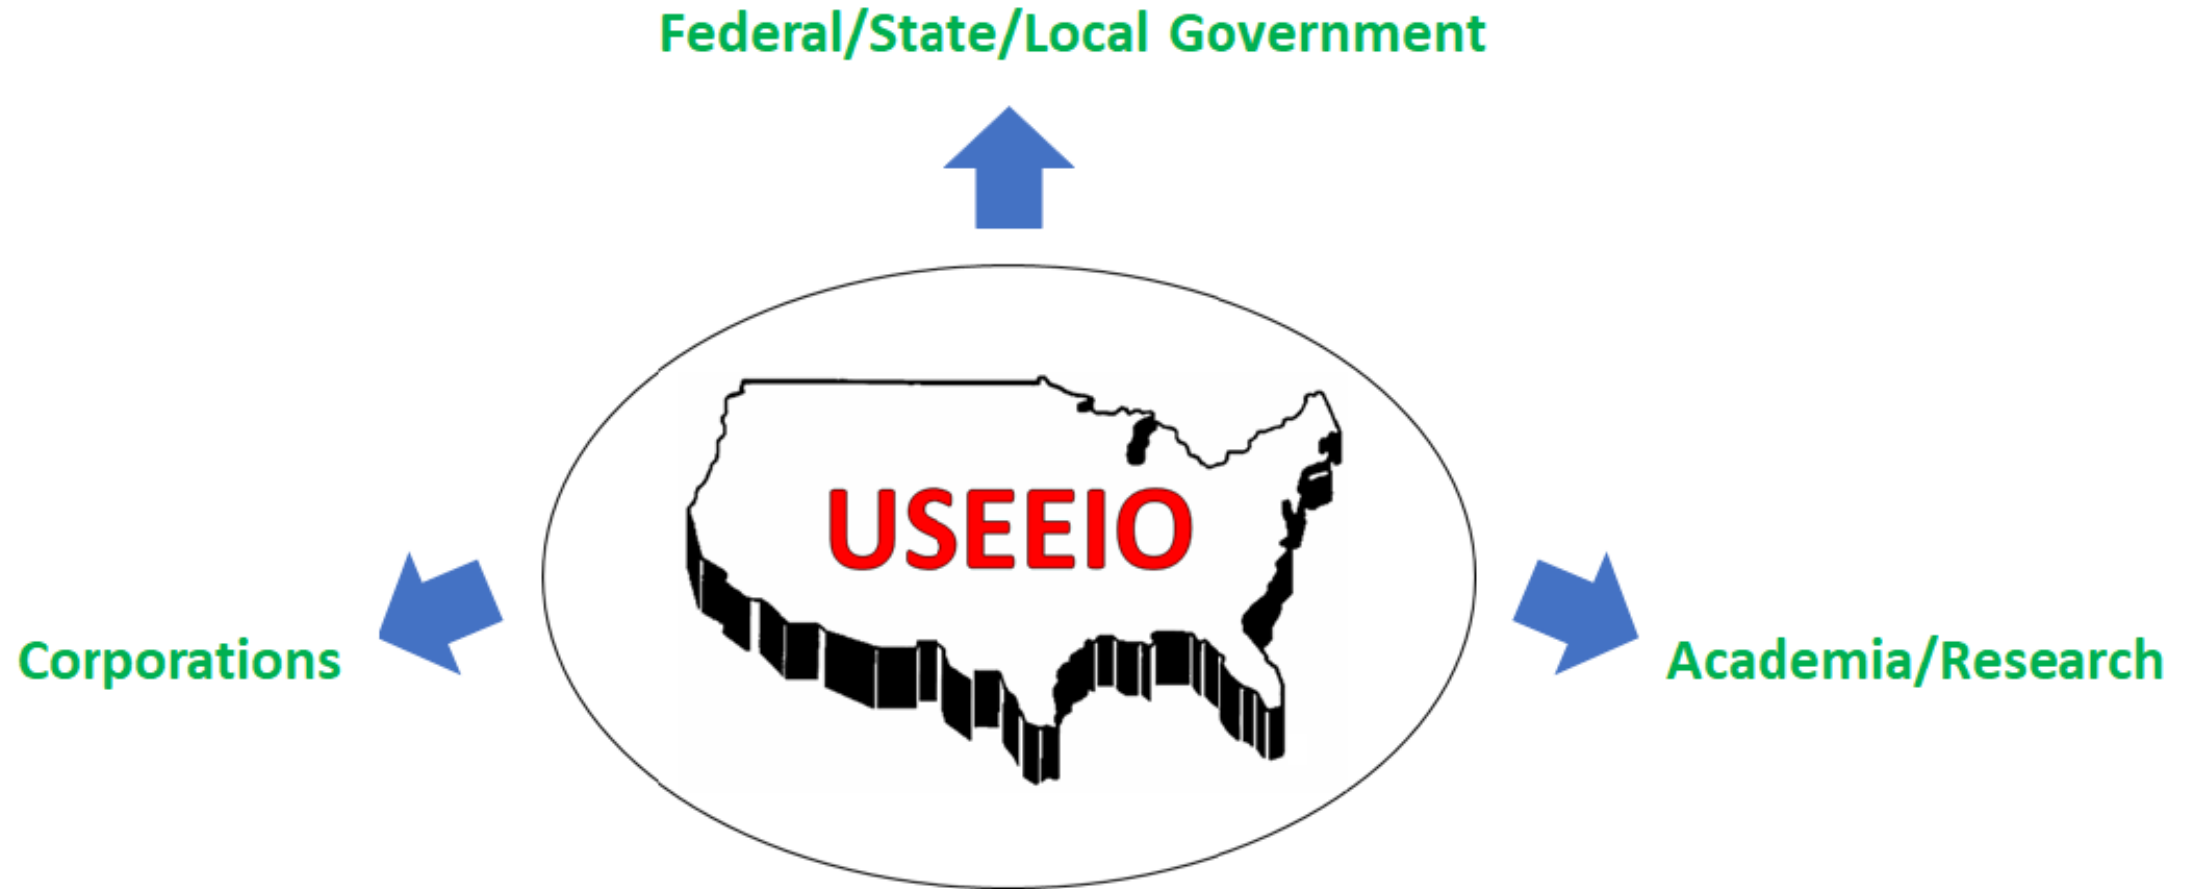 Federal/State/Local Government
USEEIO
Corporations
Academia/Research